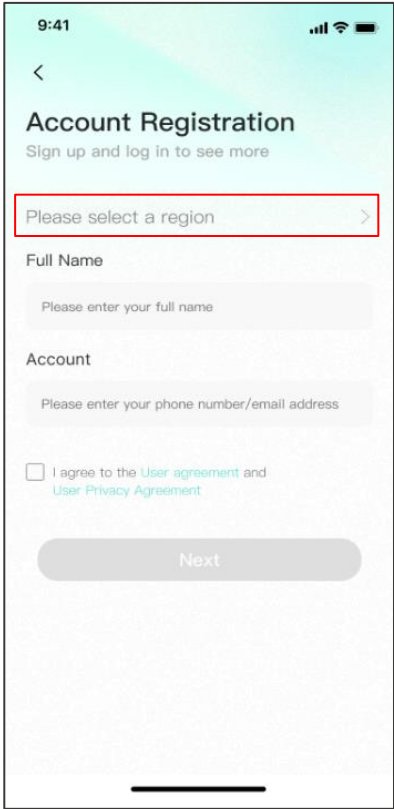 9:41
Account Registration
Sign up and log in to see more
Please select a region
Full Name
Please enter your full name
Account
Please enter your phone number/email address
I agree to the User agreement and
User Privacy Agreement
Next